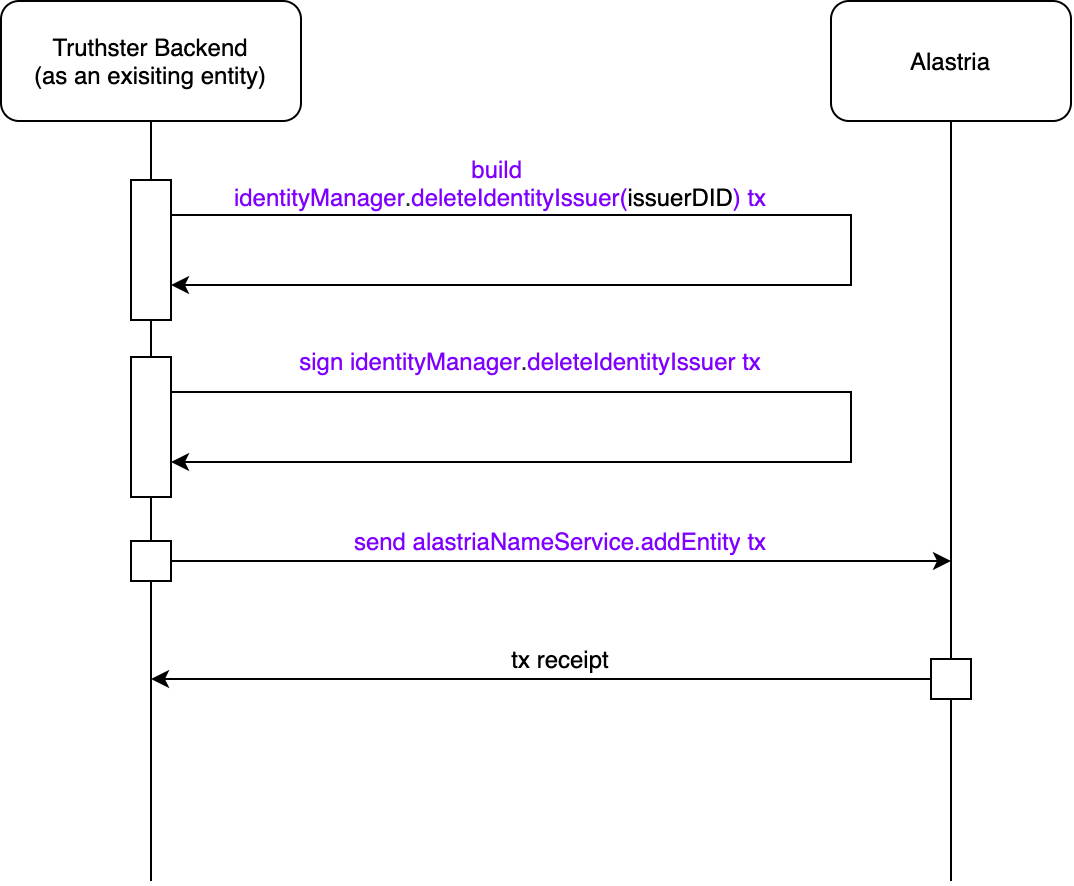 Truthster Backend
(as an exisiting entity)
Alastria
build
identityManager.deleteIdentityIssuer(issuerDID) tx
sign identityManager.deleteIdentityIssuer tx
send alastriaNameService.addEntity tx
tx receipt